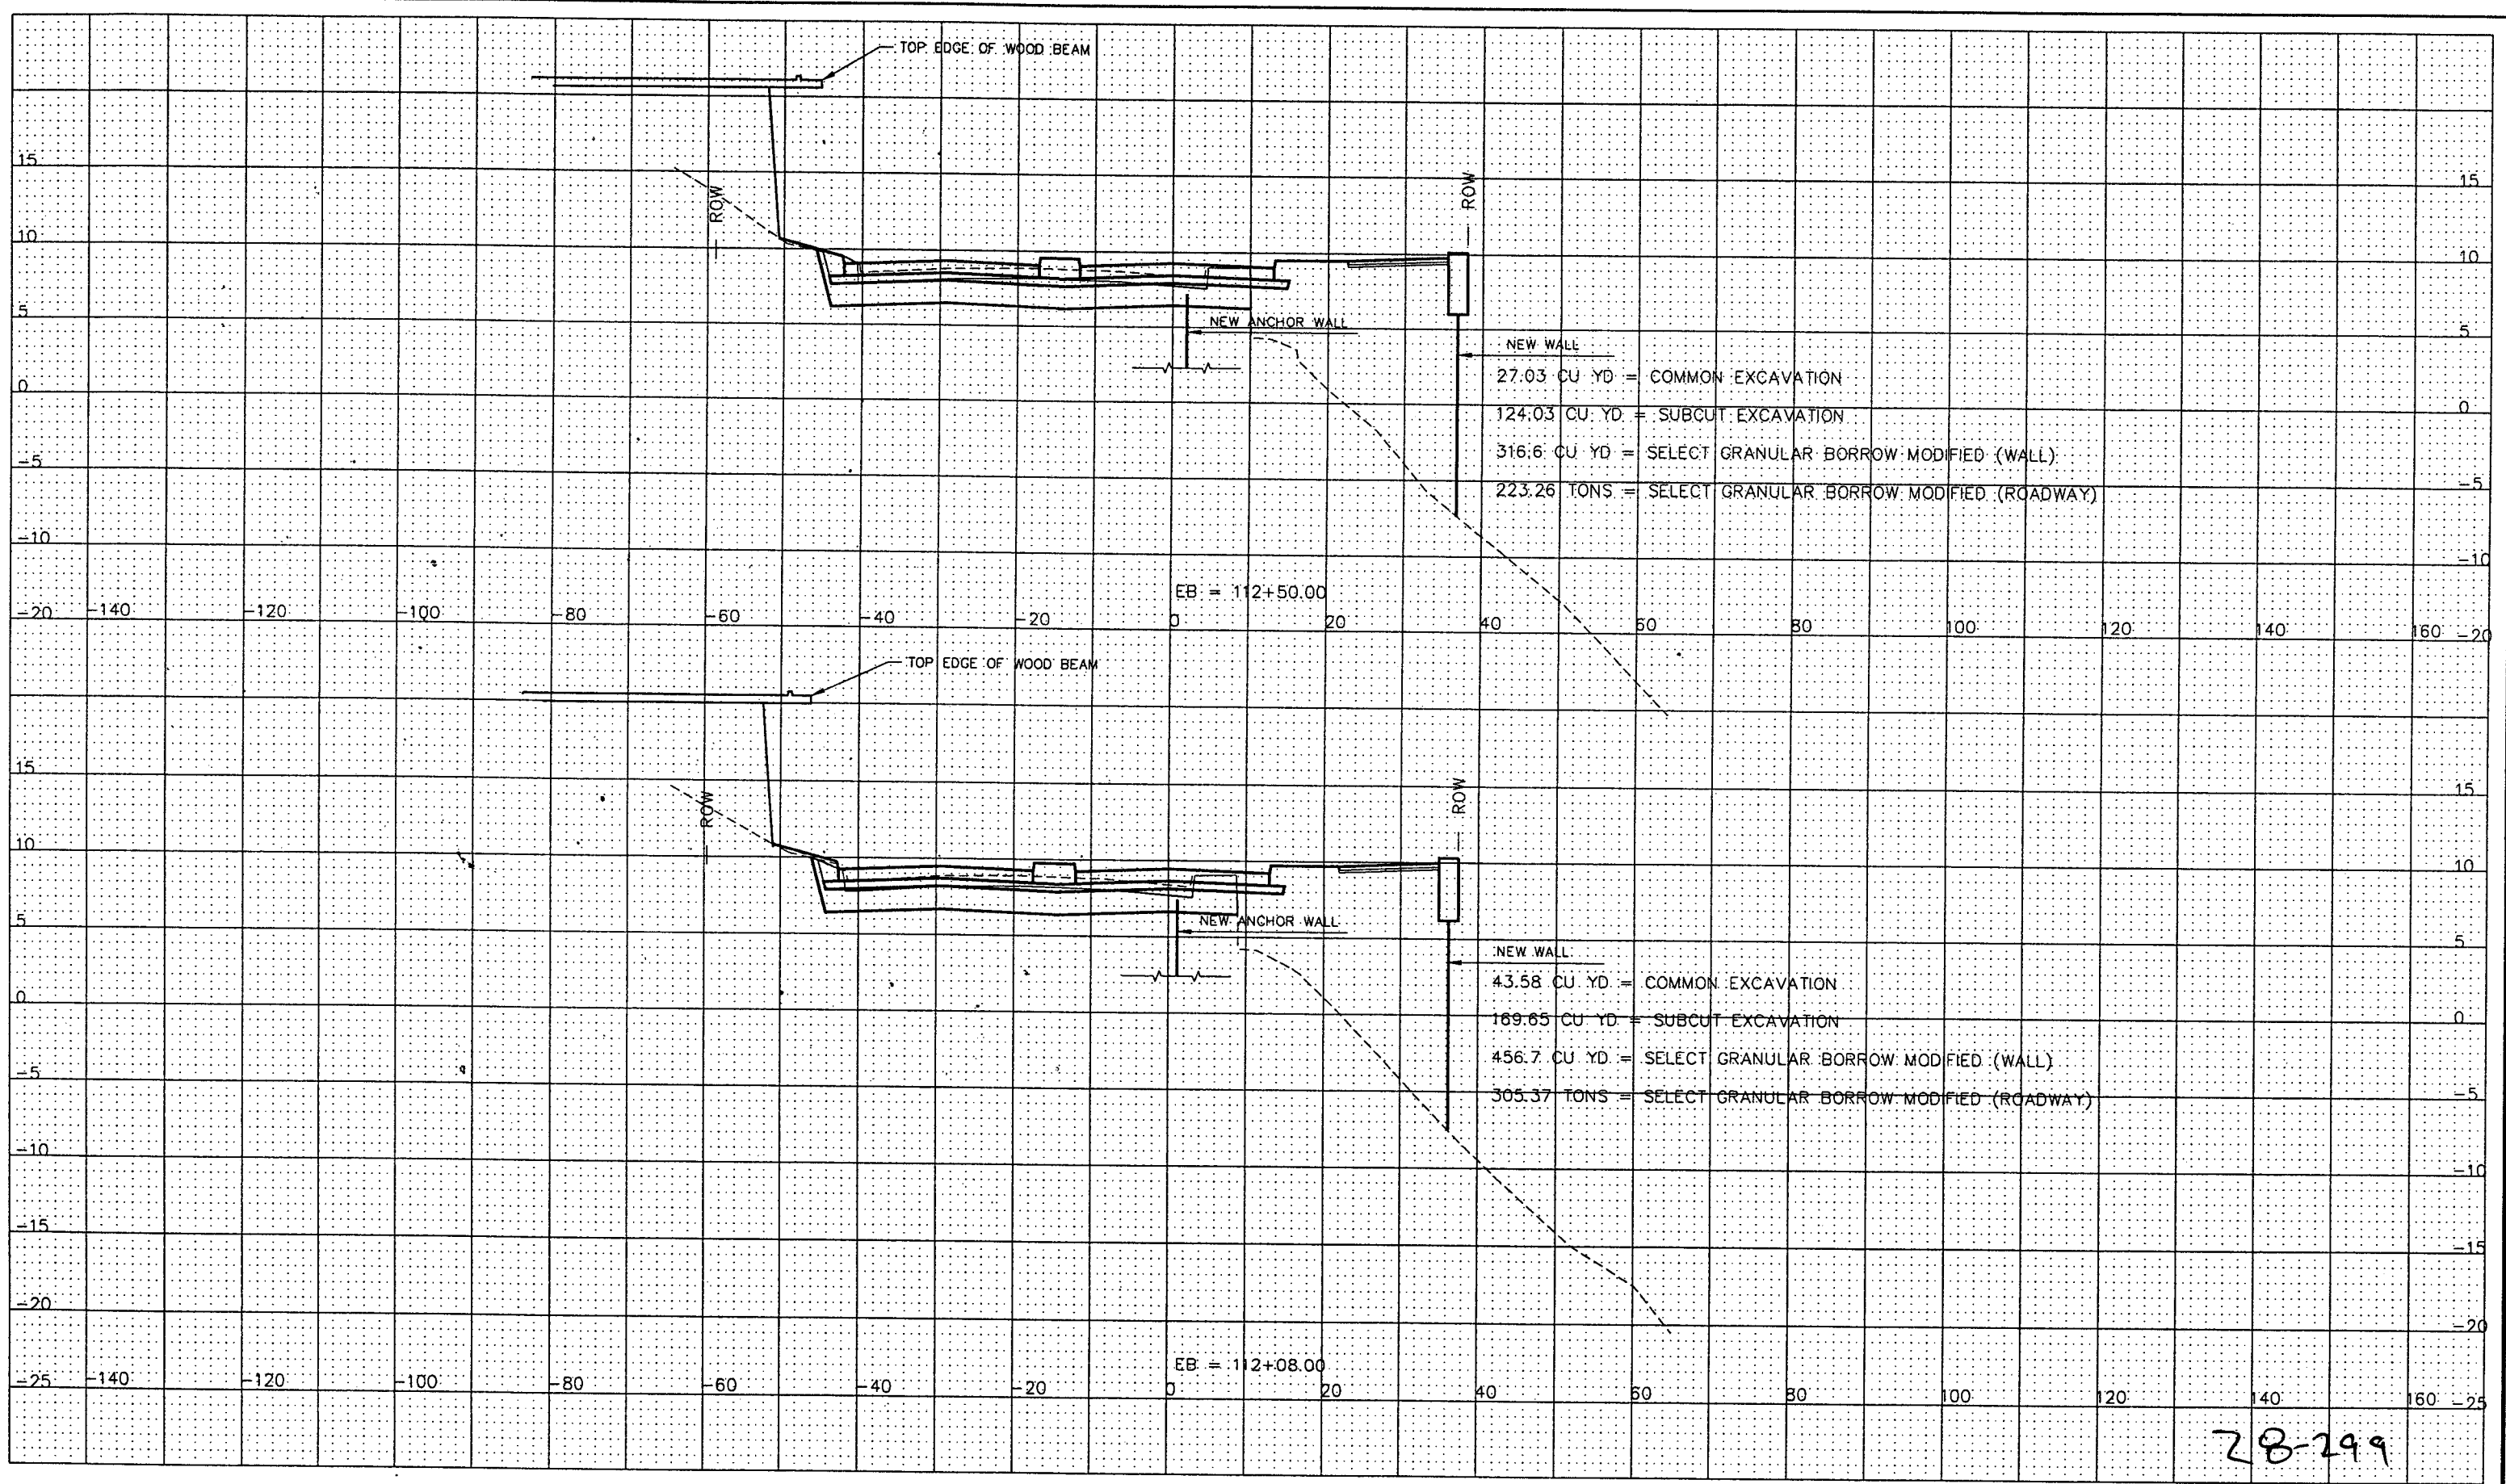 TOP EDGE OF WOOD BEAM
15 ROW ROW 15
10 10
5 NEW ANCHOR WALL 5
NEW WALL
27.03 CU YD = COMMON EXCAVATION
0 124.03 CU YD = SUBCUT EXCAVATION 0
316.6 CU YD = SELECT GRANULAR BORROW MODIFIED (WALL)
-5 223.26 TONS = SELECT GRANULAR BORROW MODIFIED (ROADWAY) -5
-10 -10
EB = 112+50.00
-20 -140 -120 -100 -80 -60 -40 -20 0 20 40 60 80 100 120 140 160 -20
TOP EDGE OF WOOD BEAM
15 ROW ROW 15
10 10
5 NEW ANCHOR WALL 5
NEW WALL
43.58 CU YD = COMMON EXCAVATION
0 169.65 CU YD = SUBCUT EXCAVATION 0
456.7 CU YD = SELECT GRANULAR BORROW MODIFIED (WALL)
-5 305.37 TONS = SELECT GRANULAR BORROW MODIFIED (ROADWAY) -5
-10 -10
-15 -15
-20 -20
EB = 112+08.00
-25 -140 -120 -100 -80 -60 -40 -20 0 20 40 60 80 100 120 140 160 -25
28-299